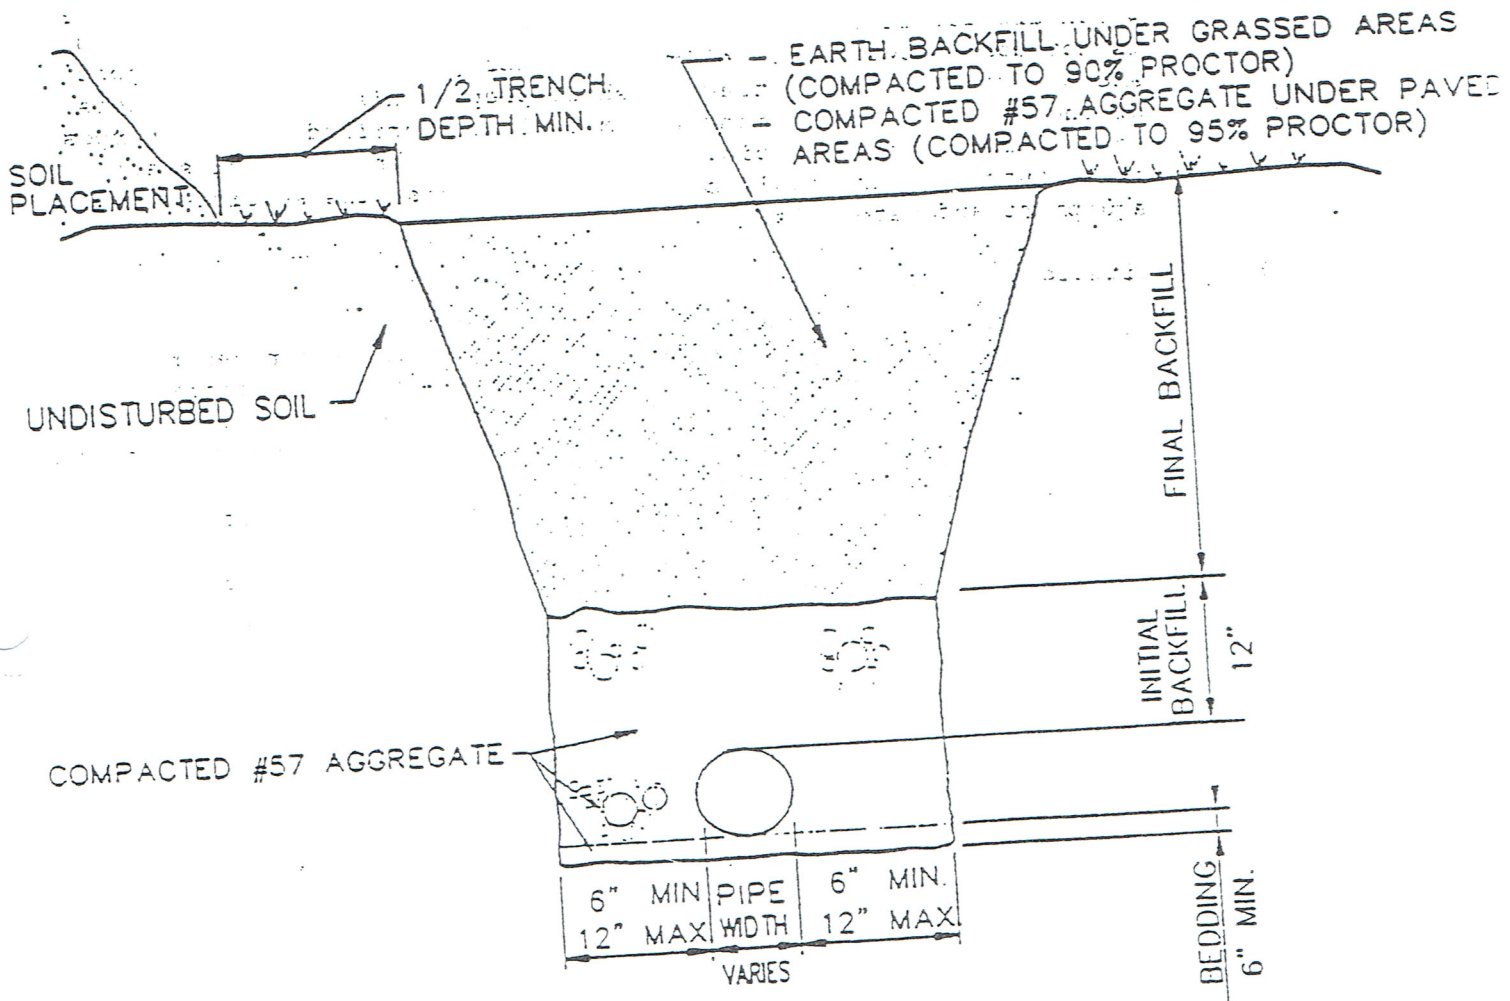 - EARTH BACKFILL UNDER GRASSED AREAS
(COMPACTED TO 90% PROCTOR)
- COMPACTED #57 AGGREGATE UNDER PAVED
AREAS (COMPACTED TO 95% PROCTOR)
1/2 TRENCH
DEPTH MIN.
SOIL
PLACEMENT
UNDISTURBED SOIL
FINAL BACKFILL
INITIAL
BACKFILL
12"
COMPACTED #57 AGGREGATE
6" MIN
12" MAX
PIPE
WIDTH
VARIES
6" MIN.
12" MAX
BEDDING
6" MIN.